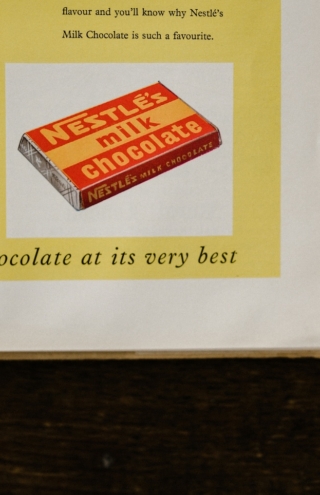 flavour and you'll know why Nestlé's
Milk Chocolate is such a favourite.
NESTLÉ's
milk
chocolate
NESTLÉ's MILK CHOCOLATE
ocolate at its very best